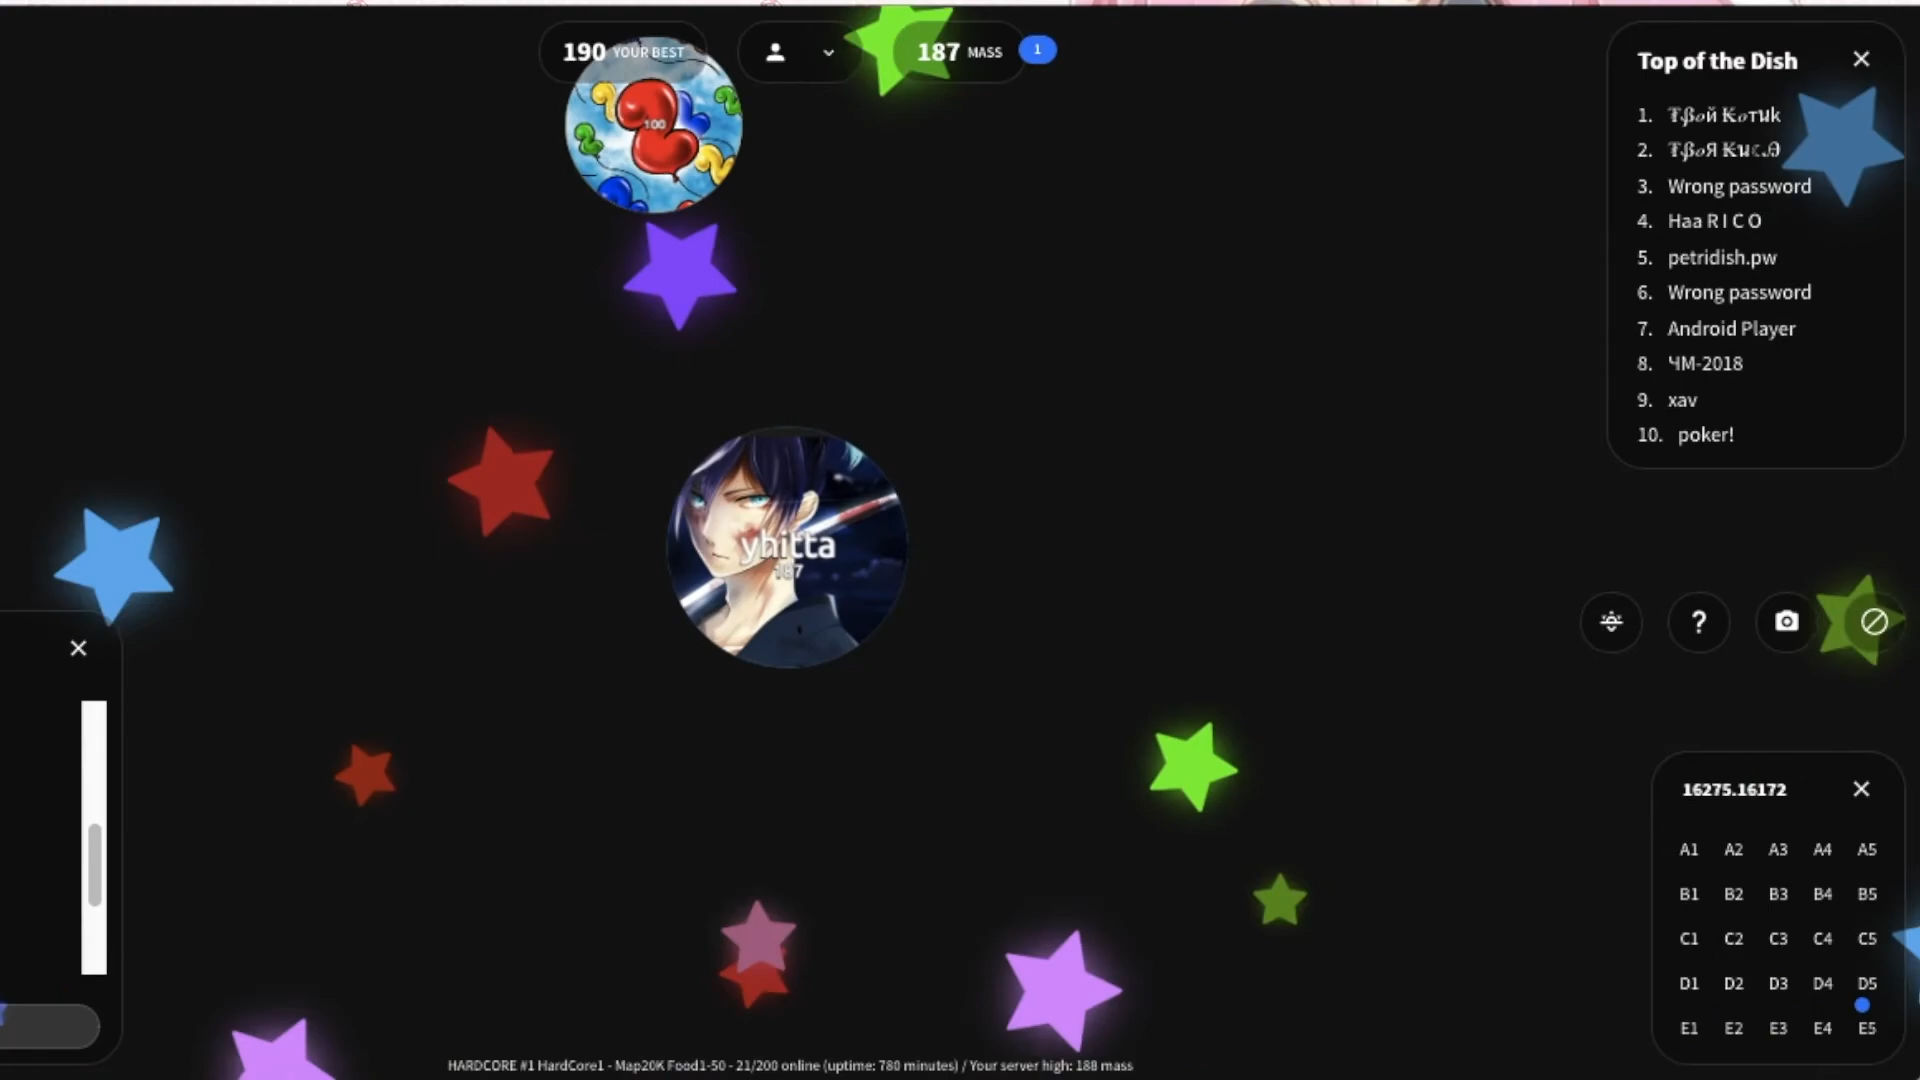 190 YOUR BEST
187 MASS
1
100
Top of the Dish
1. ₮βℴй ₭ℴтuk
2. ₮βℴЯ
3. Wrong password
4. Haa R I C O
5. petridish.pw
6. Wrong password
7. Android Player
8. ЧМ-2018
9. xav
10. poker!
yhitta
187
?
16275.16172
A1 A2 A3 A4 A5
B1 B2 B3 B4 B5
C1 C2 C3 C4 C5
D1 D2 D3 D4 D5
E1 E2 E3 E4 E5
HARDCORE #1 HardCore1 - Map20K Food1-50 - 21/200 online (uptime: 780 minutes) / Your server high: 188 mass